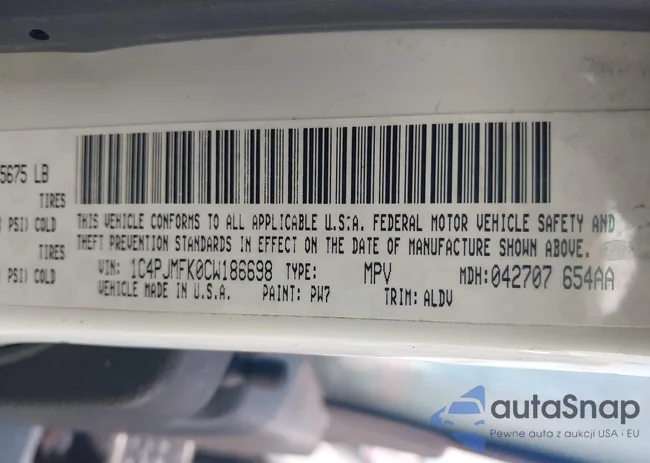 5675 LB
TIRES
PSI) COLD
TIRES
PSI) COLD
THIS VEHICLE CONFORMS TO ALL APPLICABLE U.S.A. FEDERAL MOTOR VEHICLE SAFETY AND
THEFT PREVENTION STANDARDS IN EFFECT ON THE DATE OF MANUFACTURE SHOWN ABOVE.
VIN: 1C4PJMFK0CW186698 TYPE: MPV MDH: 042707 654AA
VEHICLE MADE IN U.S.A. PAINT: PW7 TRIM: ALDV
autoSnap
Pewne auta z aukcji USA i EU